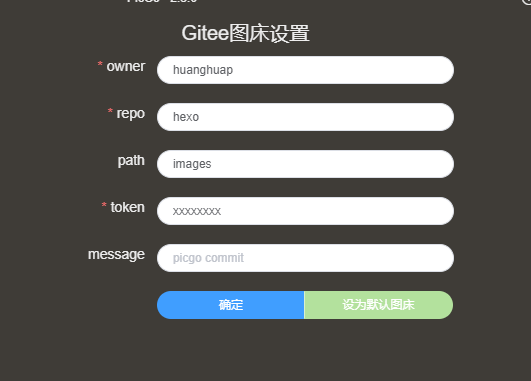 Gitee图床设置
* owner
huanghuap
* repo
hexo
path
images
* token
xxxxxxxx
message
picgo commit
确定
设为默认图床